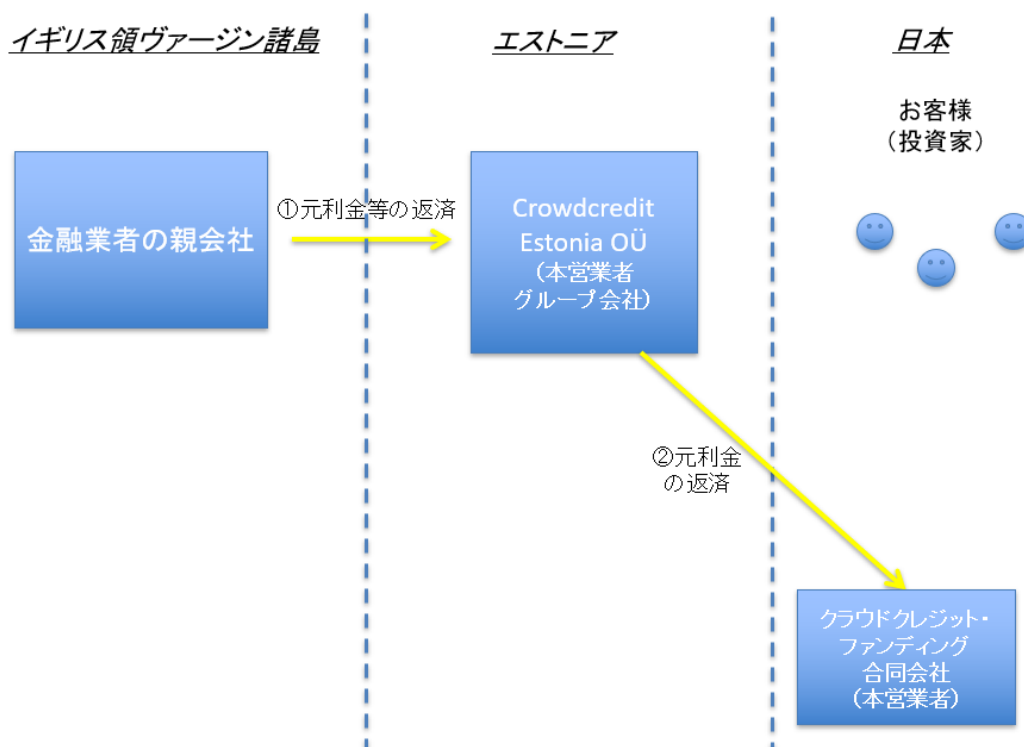 イギリス領ヴァージン諸島
エストニア
日本
お客様
（投資家）
金融業者の親会社
①元利金等の返済
Crowdcredit
Estonia OÜ
（本営業者
グループ会社）
②元利金
の返済
クラウドクレジット・
ファンディング
合同会社
（本営業者）